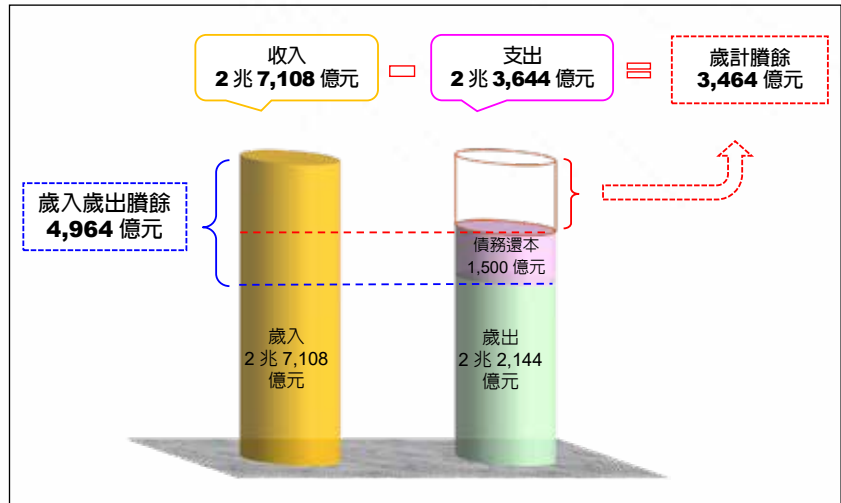 收入
2 兆 7,108 億元
支出
2 兆 3,644 億元
歲計賸餘
3,464 億元
歲入歲出賸餘
4,964 億元
債務還本
1,500 億元
歲入
2 兆 7,108
億元
歲出
2 兆 2,144
億元